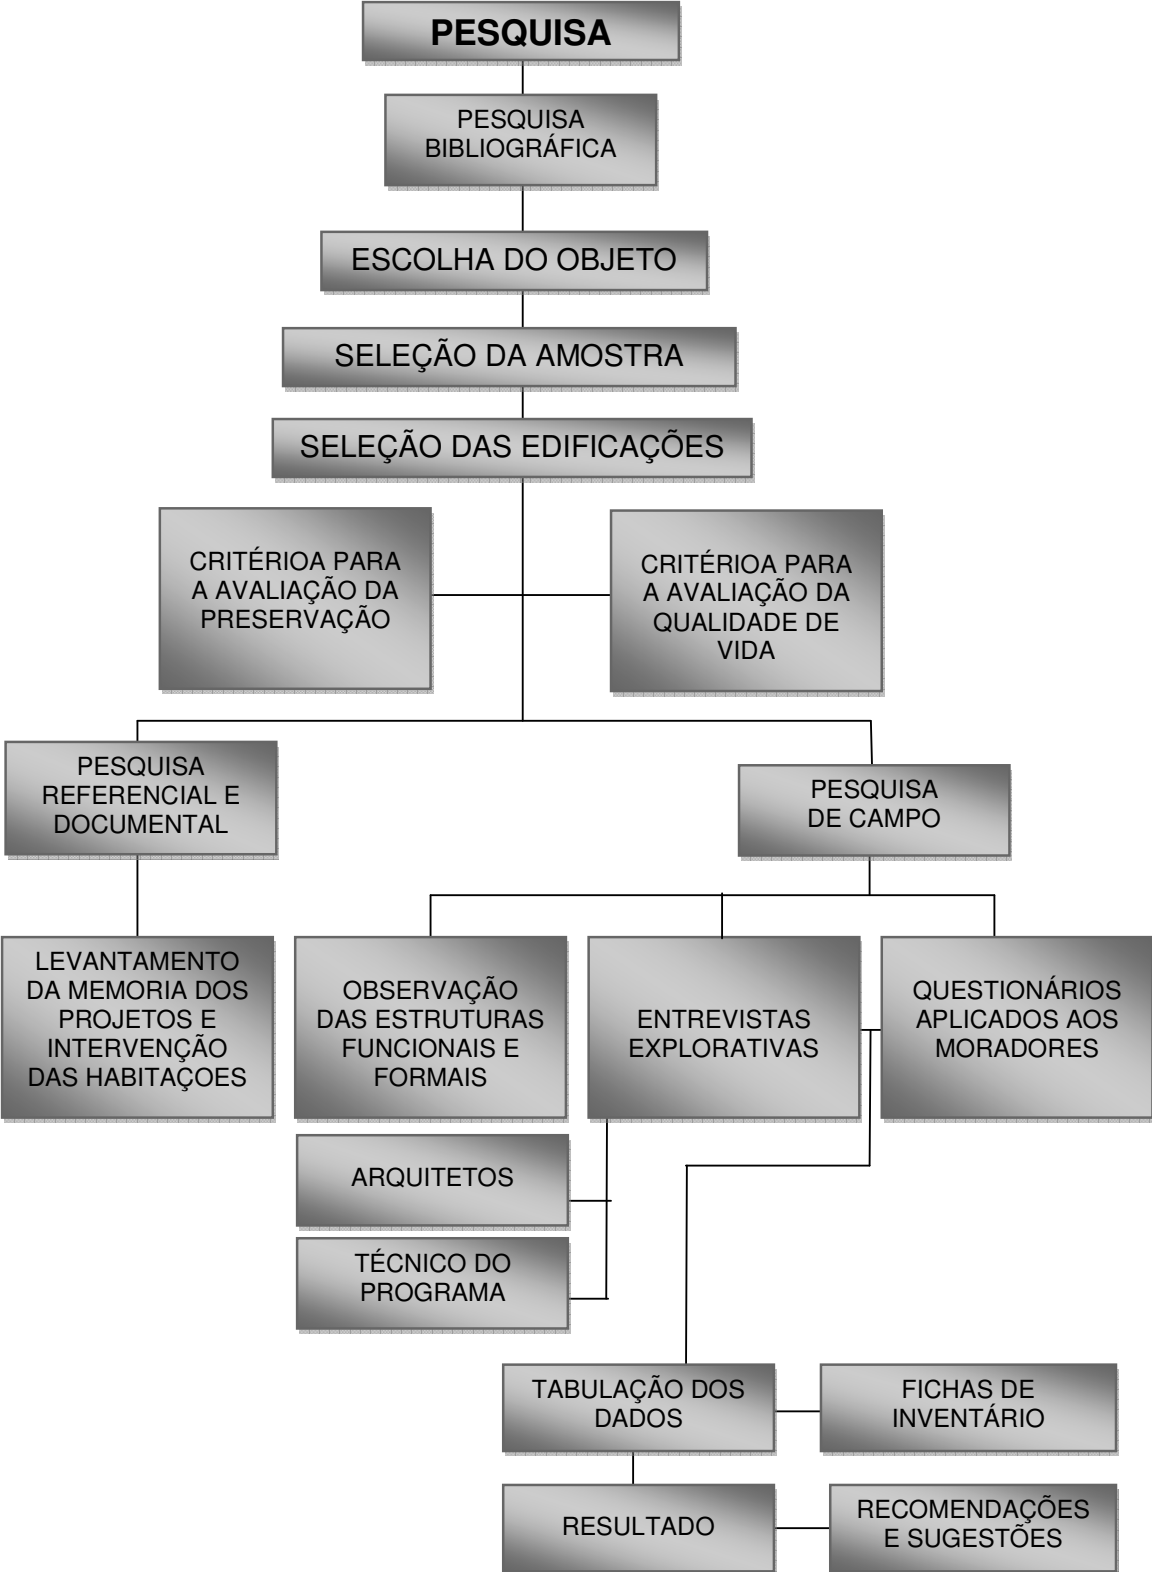 PESQUISA
PESQUISA
BIBLIOGRÁFICA
ESCOLHA DO OBJETO
SELEÇÃO DA AMOSTRA
SELEÇÃO DAS EDIFICAÇÕES
CRITÉRIOA PARA
A AVALIAÇÃO DA
PRESERVAÇÃO
CRITÉRIOA PARA
A AVALIAÇÃO DA
QUALIDADE DE
VIDA
PESQUISA
REFERENCIAL E
DOCUMENTAL
PESQUISA
DE CAMPO
LEVANTAMENTO
DA MEMORIA DOS
PROJETOS E
INTERVENÇÃO
DAS HABITAÇOES
OBSERVAÇÃO
DAS ESTRUTURAS
FUNCIONAIS E
FORMAIS
ENTREVISTAS
EXPLORATIVAS
QUESTIONÁRIOS
APLICADOS AOS
MORADORES
ARQUITETOS
TÉCNICO DO
PROGRAMA
TABULAÇÃO DOS
DADOS
FICHAS DE
INVENTÁRIO
RESULTADO
RECOMENDAÇÕES
E SUGESTÕES